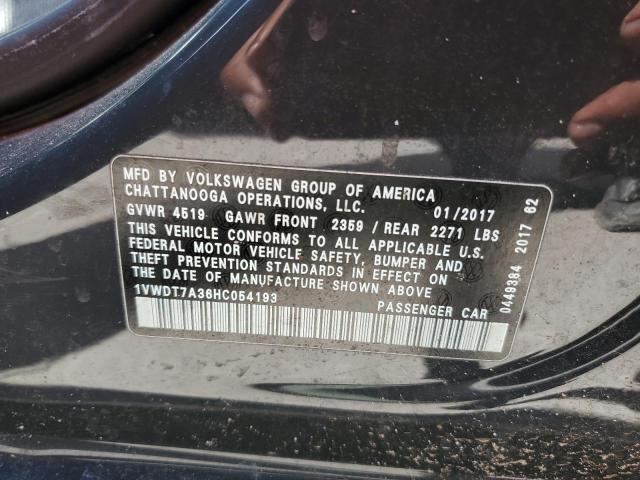 MFD BY VOLKSWAGEN GROUP OF AMERICA
CHATTANOOGA OPERATIONS, LLC. 01/2017
GVWR 4519 GAWR FRONT 2359 / REAR 2271 LBS
THIS VEHICLE CONFORMS TO ALL APPLICABLE U.S.
FEDERAL MOTOR VEHICLE SAFETY, BUMPER AND
THEFT PREVENTION STANDARDS IN EFFECT ON
THE DATE OF MANUFACTURE SHOWN ABOVE
1VWDT7A36HC054193
PASSENGER CAR
0449384 2017 62